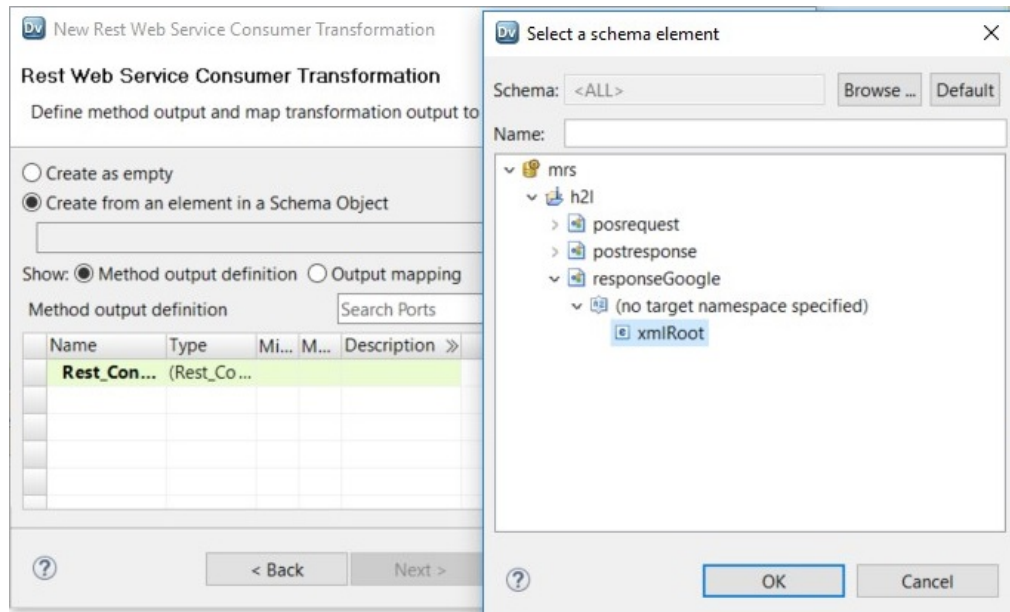 Dv New Rest Web Service Consumer Transformation
Rest Web Service Consumer Transformation
Define method output and map transformation output to
Create as empty
Create from an element in a Schema Object
Show: Method output definition Output mapping
Method output definition Search Ports
Name Type Mi... M... Description »
Rest_Con... (Rest_Co...
? < Back Next >
Dv Select a schema element
Schema: <ALL> Browse ... Default
Name:
mrs
h2l
posrequest
postresponse
responseGoogle
(no target namespace specified)
e xmlRoot
? OK Cancel